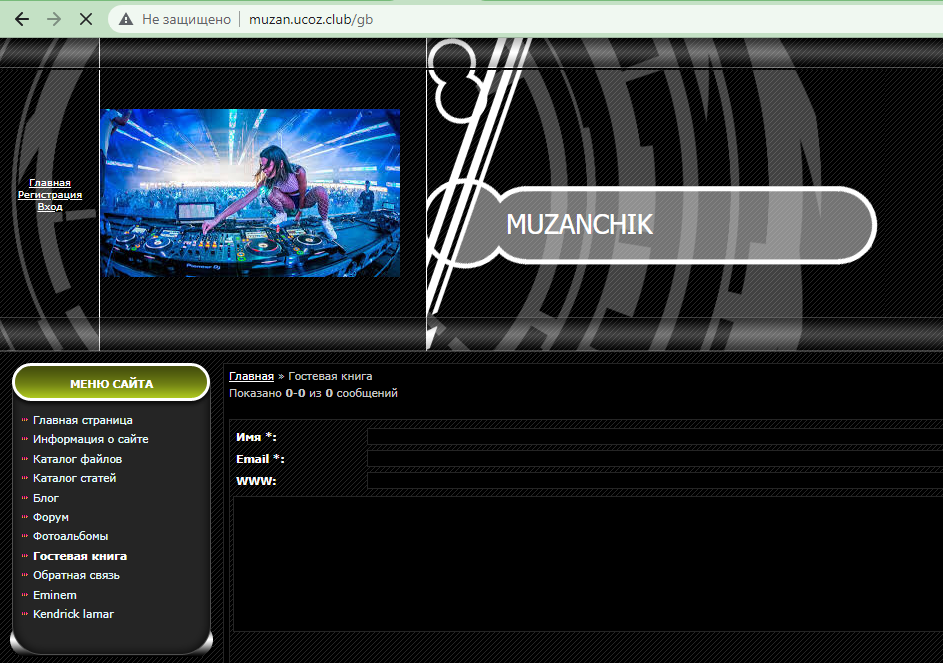 Не защищено | muzan.ucoz.club/gb
Главная
Регистрация
Вход
Pioneer Dj
MUZANCHIK
МЕНЮ САЙТА
Главная страница
Информация о сайте
Каталог файлов
Каталог статей
Блог
Форум
Фотоальбомы
Гостевая книга
Обратная связь
Eminem
Kendrick lamar
Главная » Гостевая книга
Показано 0-0 из 0 сообщений
Имя *:
Email *:
WWW: